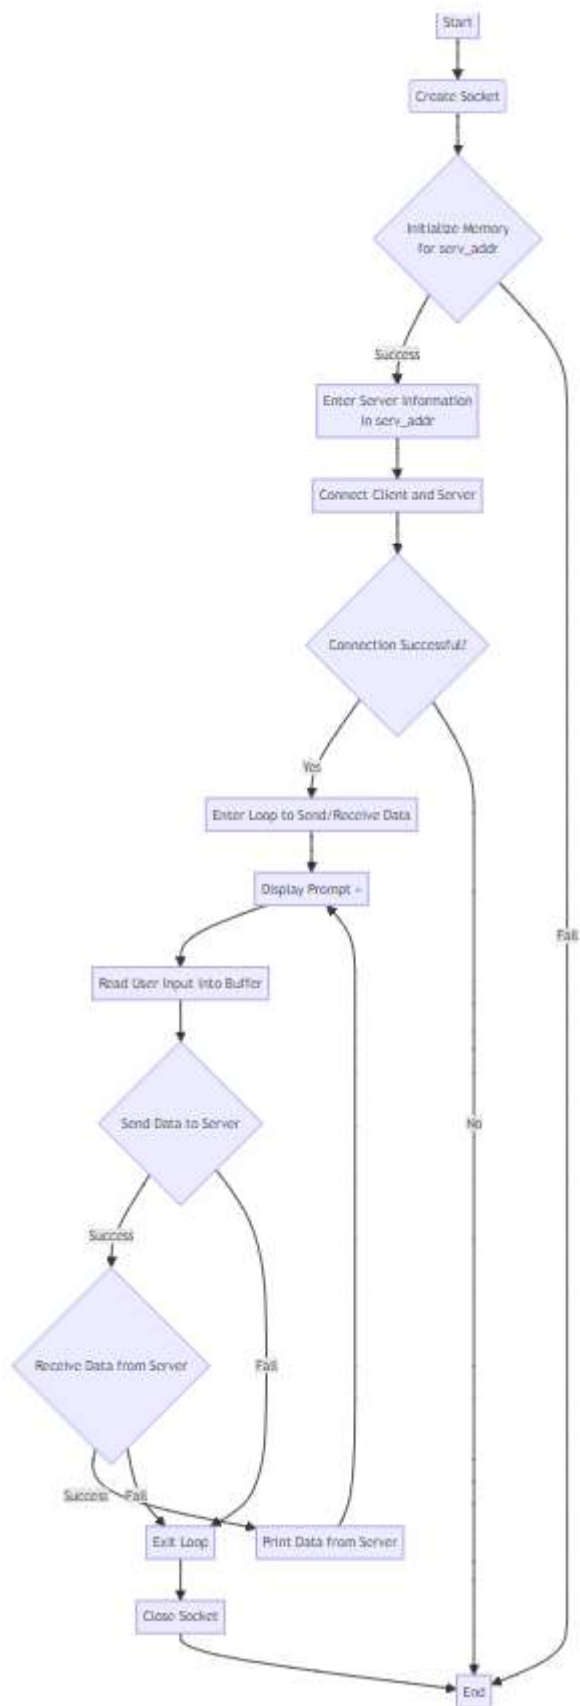 Start
Create Socket
Initialize Memory
for serv_addr
Success
Enter Server Information
in serv_addr
Connect Client and Server
Connection Successful?
Yes
Enter Loop to Send/Receive Data
Display Prompt >
Fail
Read User Input into Buffer
Send Data to Server
No
Success
Receive Data from Server
Fail
Success
Fail
Exit Loop
Print Data from Server
Close Socket
End